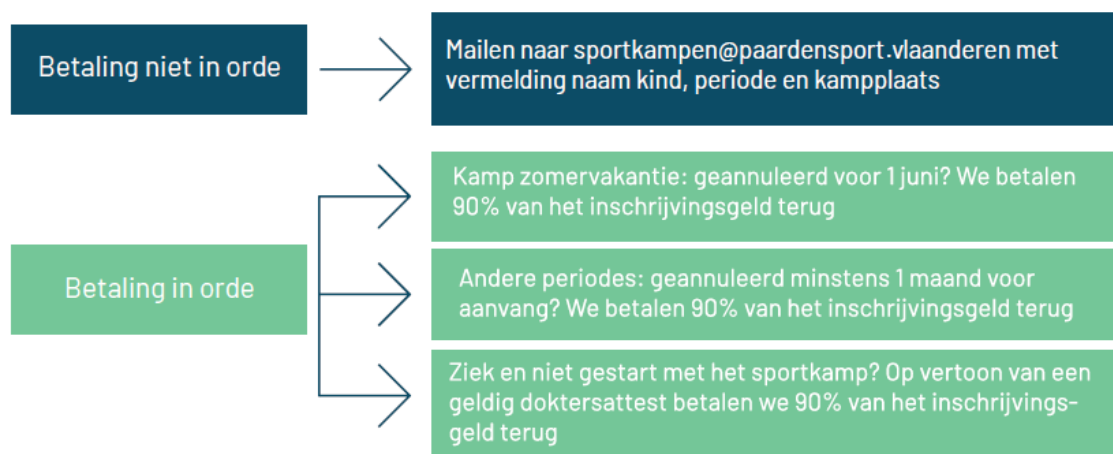 Betaling niet in orde
Mailen naar sportkampen@paardensport.vlaanderen met
vermelding naam kind, periode en kampplaats
Betaling in orde
Kamp zomervakantie: geannuleerd voor 1 juni? We betalen
90% van het inschrijvingsgeld terug
Andere periodes: geannuleerd minstens 1 maand voor
aanvang? We betalen 90% van het inschrijvingsgeld terug
Ziek en niet gestart met het sportkamp? Op vertoon van een
geldig doktersattest betalen we 90% van het inschrijvings-
geld terug